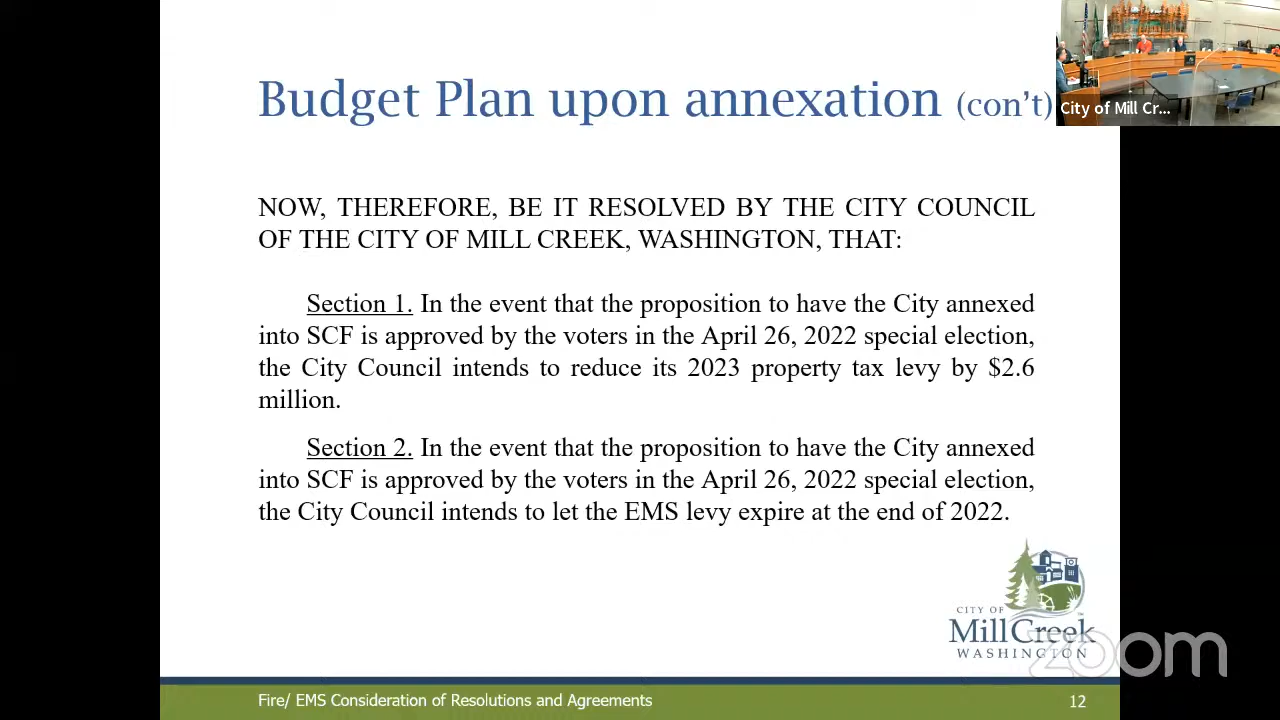 Budget Plan upon annexation (con't)
City of Mill Cr...
NOW, THEREFORE, BE IT RESOLVED BY THE CITY COUNCIL
OF THE CITY OF MILL CREEK, WASHINGTON, THAT:
Section 1. In the event that the proposition to have the City annexed
into SCF is approved by the voters in the April 26, 2022 special election,
the City Council intends to reduce its 2023 property tax levy by $2.6
million.
Section 2. In the event that the proposition to have the City annexed
into SCF is approved by the voters in the April 26, 2022 special election,
the City Council intends to let the EMS levy expire at the end of 2022.
CITY OF
Mill Creek
WASHINGTON
zoom
Fire/ EMS Consideration of Resolutions and Agreements
12